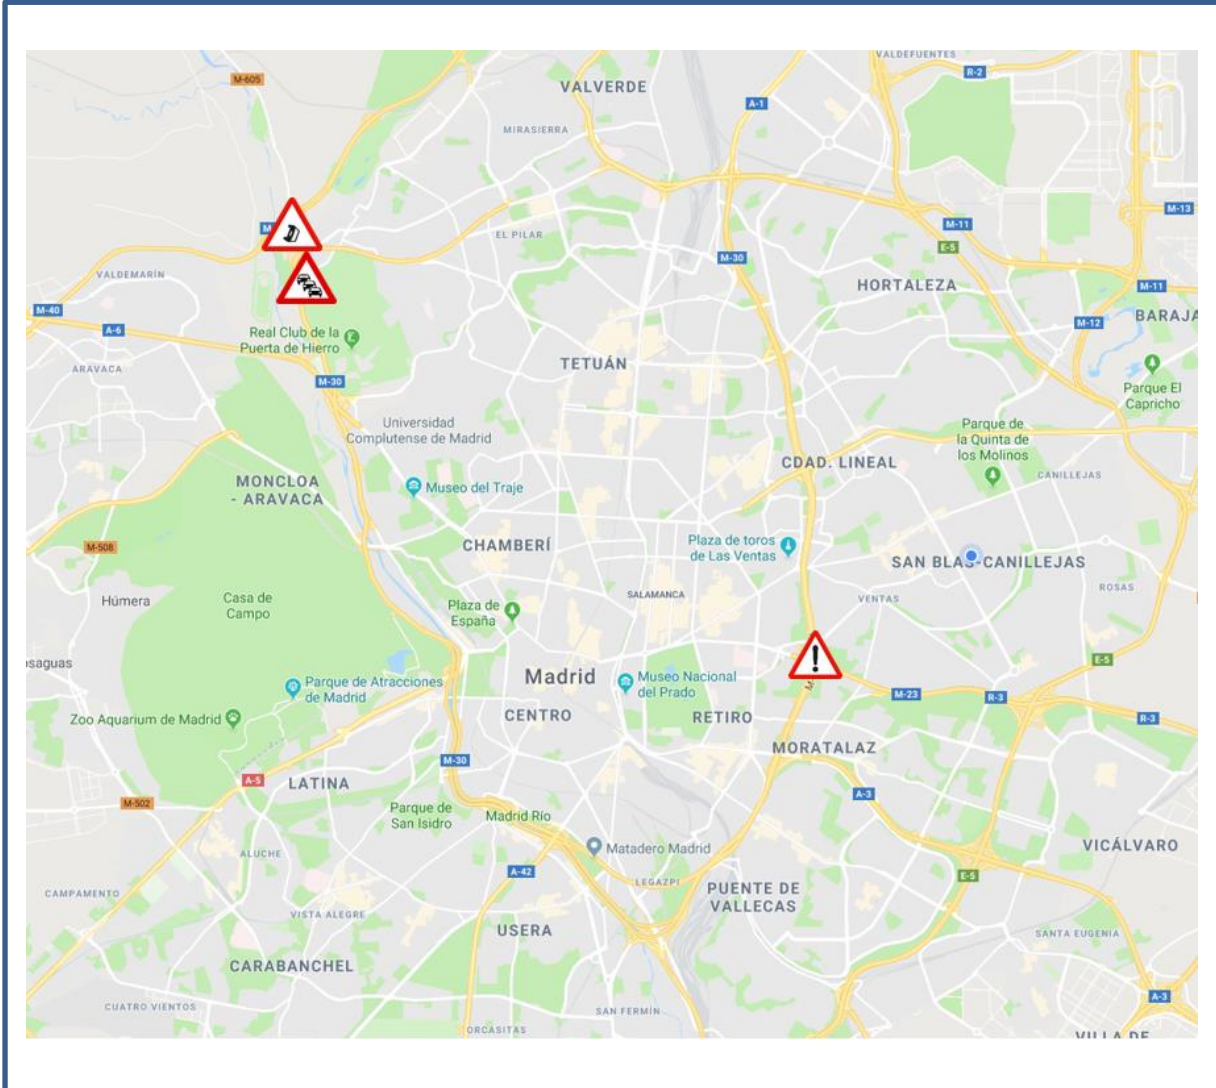 VALDEFUENTES
R-2
M-605
VALVERDE
A-1
MIRASIERRA
M-13
M-11
EL PILAR
E-5
M-30
VALDEMARÍN
HORTALEZA
M-11
M-40
BARAJA
M-12
A-6
Real Club de la
Puerta de Hierro
TETUÁN
ARAVACA
M-30
Parque El
Capricho
Universidad
Complutense de Madrid
Parque de
la Quinta de
los Molinos
CDAD. LINEAL
CANILLEJAS
MONCLOA
- ARAVACA
Museo del Traje
Plaza de toros
de Las Ventas
CHAMBERÍ
M-508
SAN BLAS-CANILLEJAS
ROSAS
Húmera
Casa de
Campo
Plaza de
España
SALAMANCA
VENTAS
osaguas
E-5
Parque de Atracciones
de Madrid
Madrid
Museo Nacional
del Prado
M-23
R-3
R-3
Zoo Aquarium de Madrid
CENTRO
RETIRO
MORATALAZ
M-30
A-5
LATINA
A-3
M-502
Parque de
San Isidro
Madrid Río
Matadero Madrid
VICÁLVARO
ALUCHE
A-42
LEGAZPI
E-5
CAMPAMENTO
PUENTE DE
VALLECAS
VISTA ALEGRE
USERA
SANTA EUGENIA
CARABANCHEL
A-3
CUATRO VIENTOS
SAN FERMÍN
ORCASITAS
VILLA DE